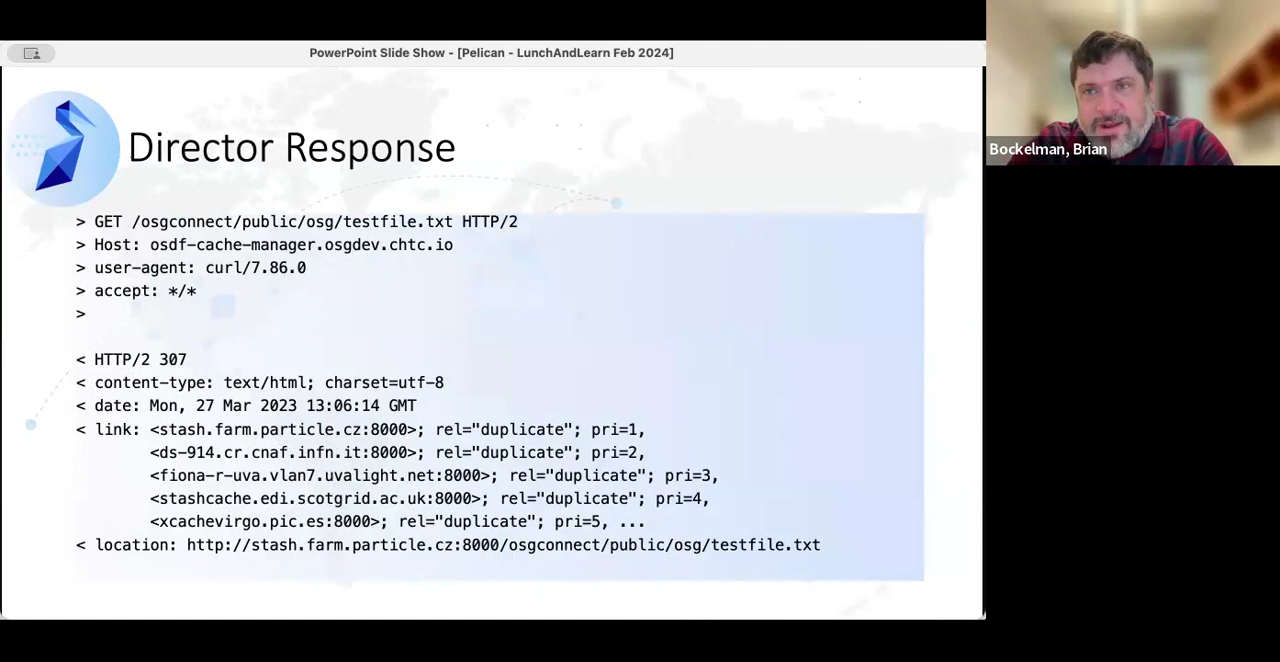 PowerPoint Slide Show - [Pelican - LunchAndLearn Feb 2024]
Bockelman, Brian
Director Response
> GET /osgconnect/public/osg/testfile.txt HTTP/2
> Host: osdf-cache-manager.osgdev.chtc.io
> user-agent: curl/7.86.0
> accept: */*
>
< HTTP/2 307
< content-type: text/html; charset=utf-8
< date: Mon, 27 Mar 2023 13:06:14 GMT
< link: <stash.farm.particle.cz:8000>; rel="duplicate"; pri=1,
<ds-914.cr.cnaf.infn.it:8000>; rel="duplicate"; pri=2,
<fiona-r-uva.vlan7.uvalight.net:8000>; rel="duplicate"; pri=3,
<stashcache.edi.scotgrid.ac.uk:8000>; rel="duplicate"; pri=4,
<xcachevirgo.pic.es:8000>; rel="duplicate"; pri=5, ...
< location: http://stash.farm.particle.cz:8000/osgconnect/public/osg/testfile.txt